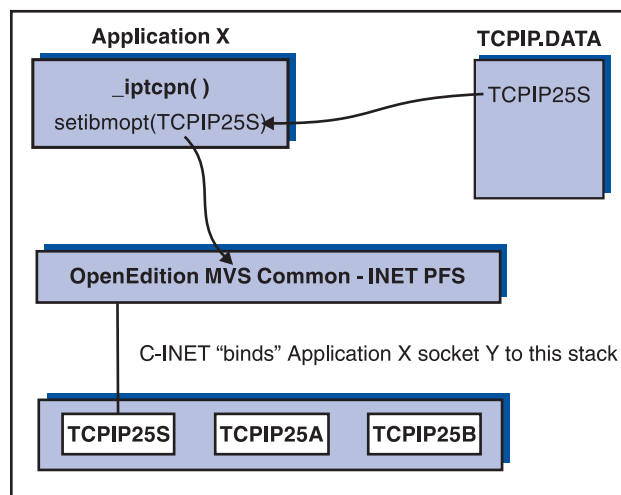 Application X
TCPIP.DATA
_iptcpn( )
setibmopt(TCPIP25S)
TCPIP25S
OpenEdition MVS Common - INET PFS
C-INET “binds” Application X socket Y to this stack
TCPIP25S
TCPIP25A
TCPIP25B